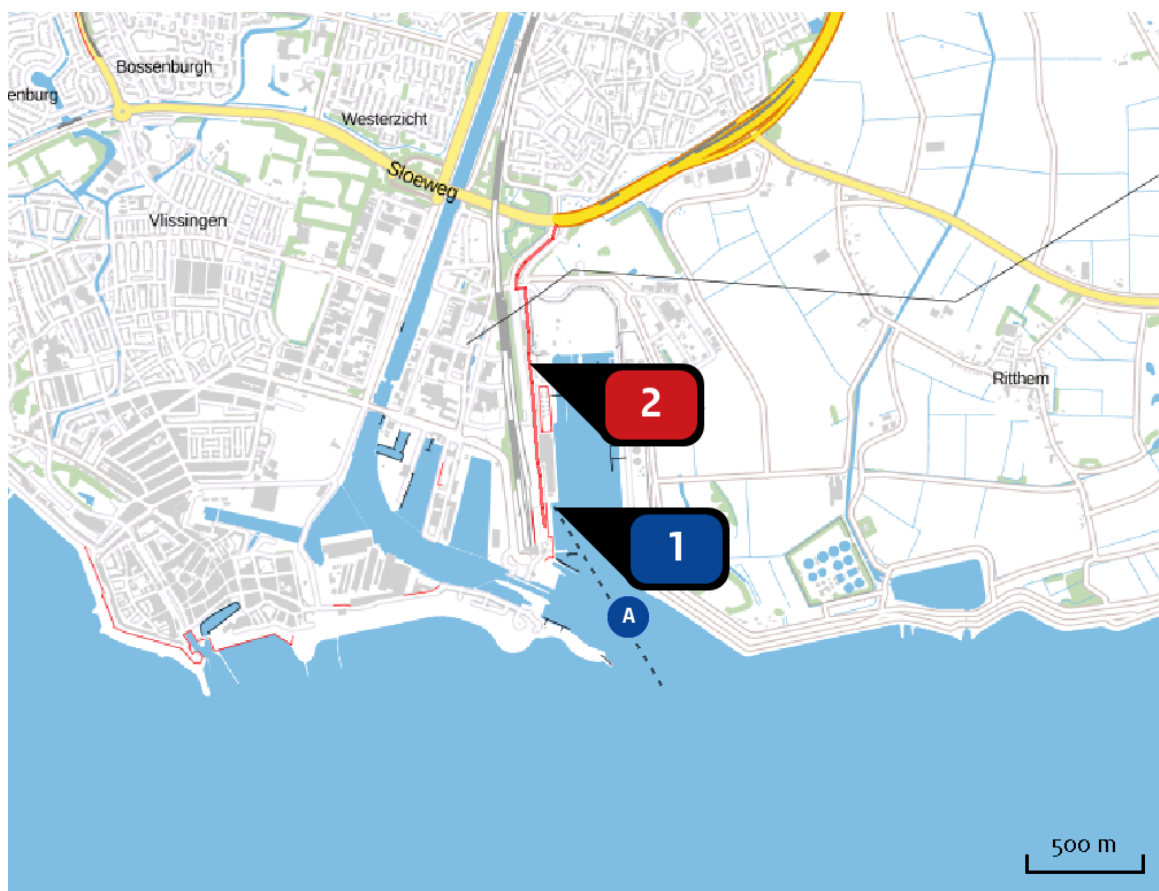 Bossenburgh
enburg
Westerzicht
Sloeweg
Vlissingen
Ritthem
2
1
A
500 m